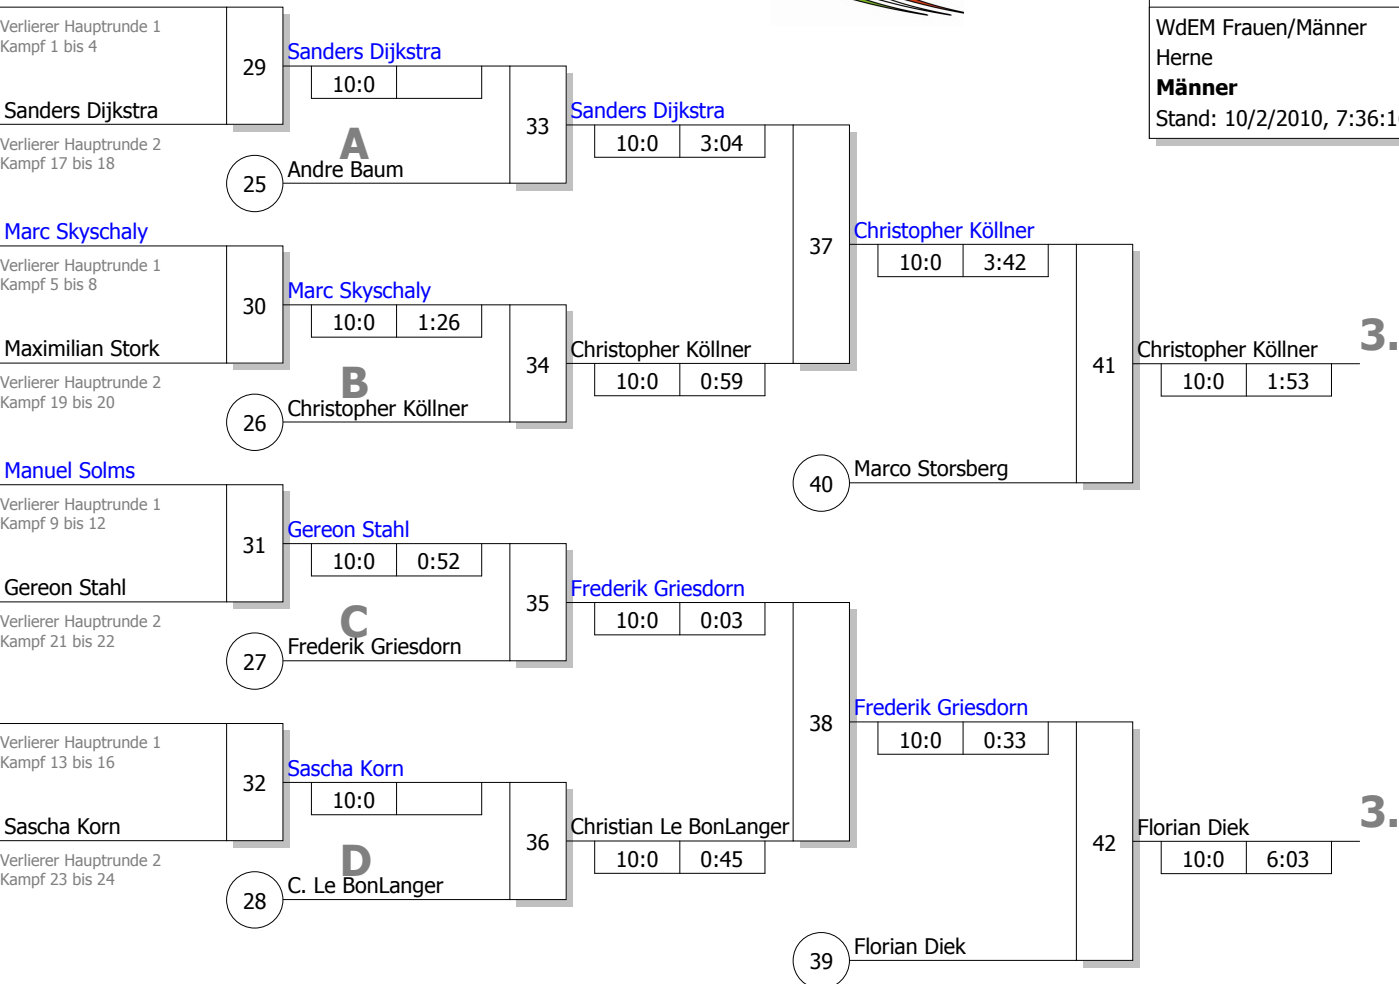 Verlierer Hauptrunde 1
Kampf 1 bis 4
29
Sanders Dijkstra
10:0
Sanders Dijkstra
Verlierer Hauptrunde 2
Kampf 17 bis 18
A
25
Andre Baum
33
Sanders Dijkstra
10:0 3:04
WdEM Frauen/Männer
Herne
Männer
Stand: 10/2/2010, 7:36:1
Marc Skyschaly
Verlierer Hauptrunde 1
Kampf 5 bis 8
30
Marc Skyschaly
10:0 1:26
Maximilian Stork
Verlierer Hauptrunde 2
Kampf 19 bis 20
B
26
Christopher Köllner
34
Christopher Köllner
10:0 0:59
37
Christopher Köllner
10:0 3:42
41
Christopher Köllner
10:0 1:53
3.
40
Marco Storsberg
Manuel Solms
Verlierer Hauptrunde 1
Kampf 9 bis 12
31
Gereon Stahl
10:0 0:52
Gereon Stahl
Verlierer Hauptrunde 2
Kampf 21 bis 22
C
27
Frederik Griesdorn
35
Frederik Griesdorn
10:0 0:03
Verlierer Hauptrunde 1
Kampf 13 bis 16
32
Sascha Korn
10:0
Sascha Korn
Verlierer Hauptrunde 2
Kampf 23 bis 24
D
28
C. Le BonLanger
36
Christian Le BonLanger
10:0 0:45
38
Frederik Griesdorn
10:0 0:33
42
Florian Diek
10:0 6:03
3.
39
Florian Diek